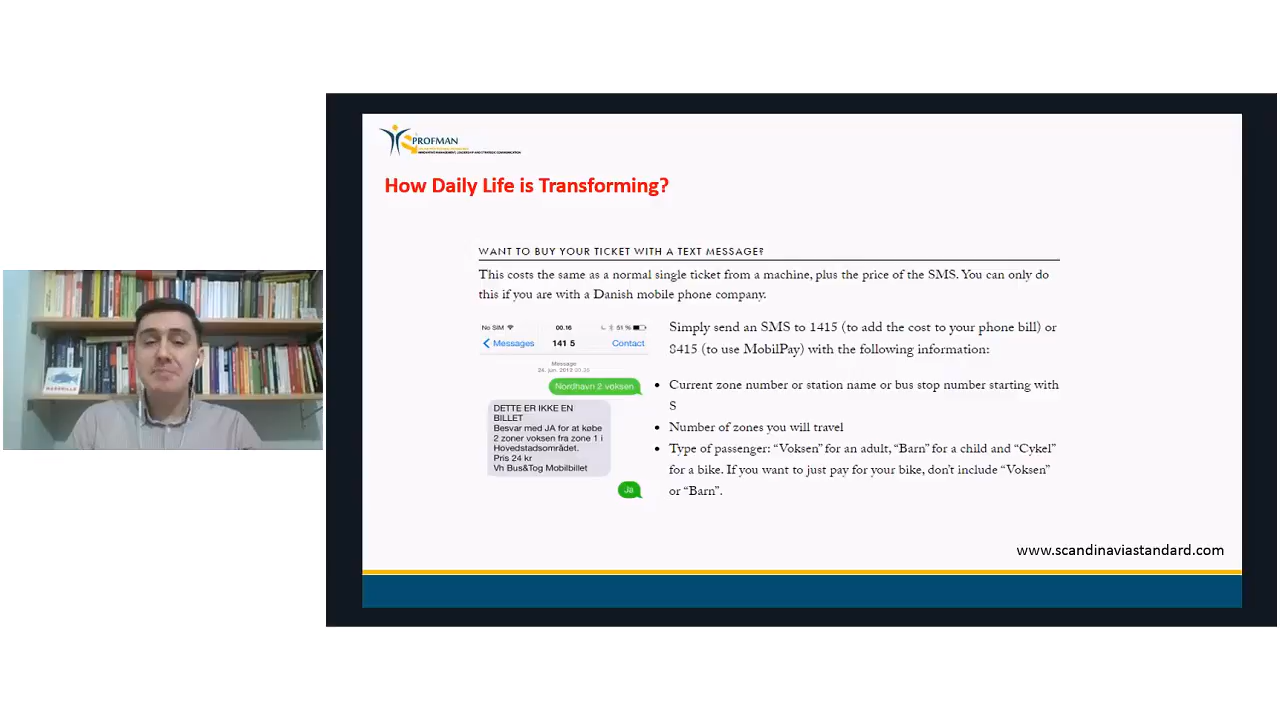 PROFMAN
INNOVATIVE MANAGEMENT, LEADERSHIP AND STRATEGIC COMMUNICATION
How Daily Life is Transforming?
WANT TO BUY YOUR TICKET WITH A TEXT MESSAGE?
This costs the same as a normal single ticket from a machine, plus the price of the SMS. You can only do
this if you are with a Danish mobile phone company.
No SIM 00.16 51 %
Messages 141 5 Contact
Message
Nordhavn 2 voksen
DETTE ER IKKE EN
BILLET
Besvar med JA for at købe
2 zoner voksen fra zone 1 i
Hovedstadsområdet.
Pris 24 kr
Vh Bus&Tog Mobilbillet
Ja
Simply send an SMS to 1415 (to add the cost to your phone bill) or
8415 (to use MobilPay) with the following information:
• Current zone number or station name or bus stop number starting with
S
• Number of zones you will travel
• Type of passenger: “Voksen” for an adult, “Barn” for a child and “Cykel”
for a bike. If you want to just pay for your bike, don’t include “Voksen”
or “Barn”.
www.scandinaviastandard.com
MARSEILLE